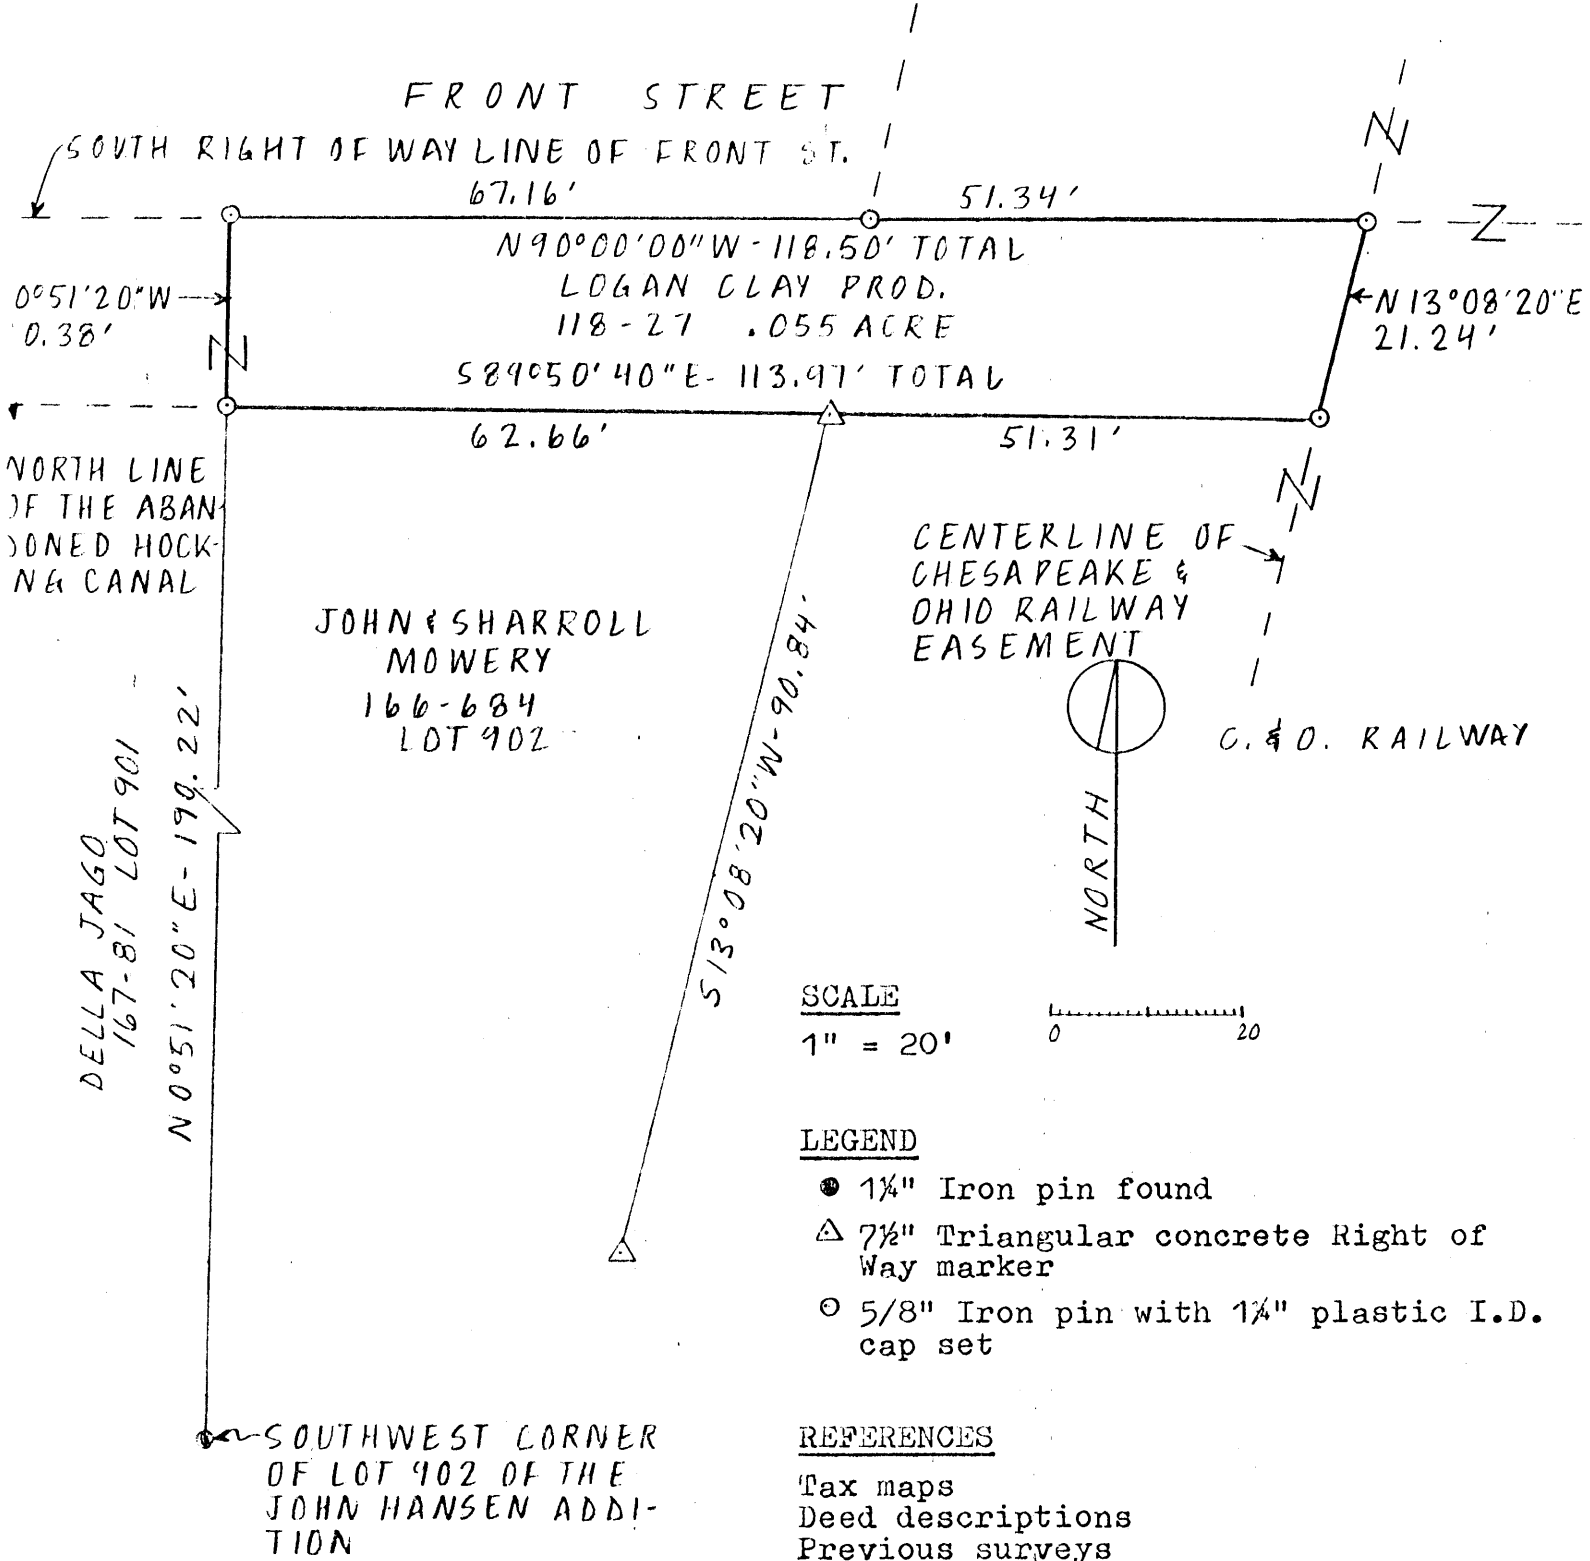 FRONT STREET
SOUTH RIGHT OF WAY LINE OF FRONT ST.
67.16'
51.34'
N
Z
N90°00'00"W-118.50' TOTAL
LOGAN CLAY PROD.
118-27 .055 ACRE
0°51'20"W
0.38'
N
N13°08'20"E
21.24'
S89°50'40"E- 113.97' TOTAL
62.66'
51.31'
N
NORTH LINE
OF THE ABAN-
DONED HOCK-
NG CANAL
CENTERLINE OF
CHESAPEAKE &
OHIO RAILWAY
EASEMENT
JOHN & SHARROLL
MOWERY
166-684
LOT 902
S13°08'20"W-90.84'
C. & O. RAILWAY
DELLA JAGO
167-81 LOT 901
N0°51'20"E-199.22'
NORTH
SCALE
1" = 20'
0 20
LEGEND
1¼" Iron pin found
7½" Triangular concrete Right of
Way marker
5/8" Iron pin with 1¼" plastic I.D.
cap set
SOUTHWEST CORNER
OF LOT 902 OF THE
JOHN HANSEN ADDI-
TION
REFERENCES
Tax maps
Deed descriptions
Previous surveys